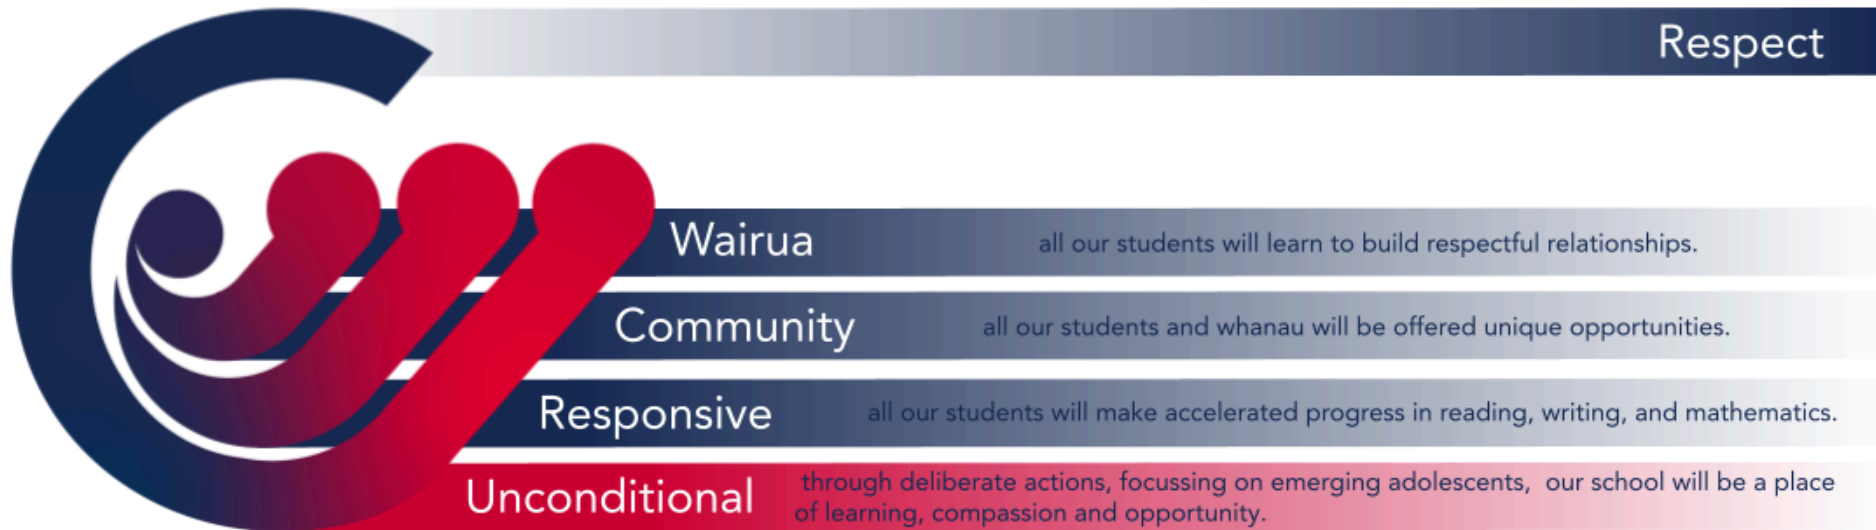 Respect
Wairua all our students will learn to build respectful relationships.
Community all our students and whanau will be offered unique opportunities.
Responsive all our students will make accelerated progress in reading, writing, and mathematics.
Unconditional through deliberate actions, focussing on emerging adolescents, our school will be a place
of learning, compassion and opportunity.